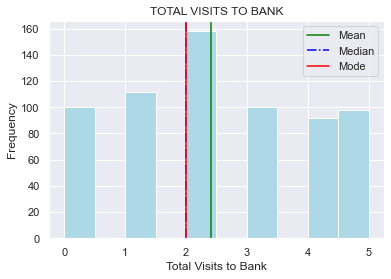 TOTAL VISITS TO BANK
160
140
120
100
80
60
40
20
0
Frequency
Mean
Median
Mode
0 1 2 3 4 5
Total Visits to Bank